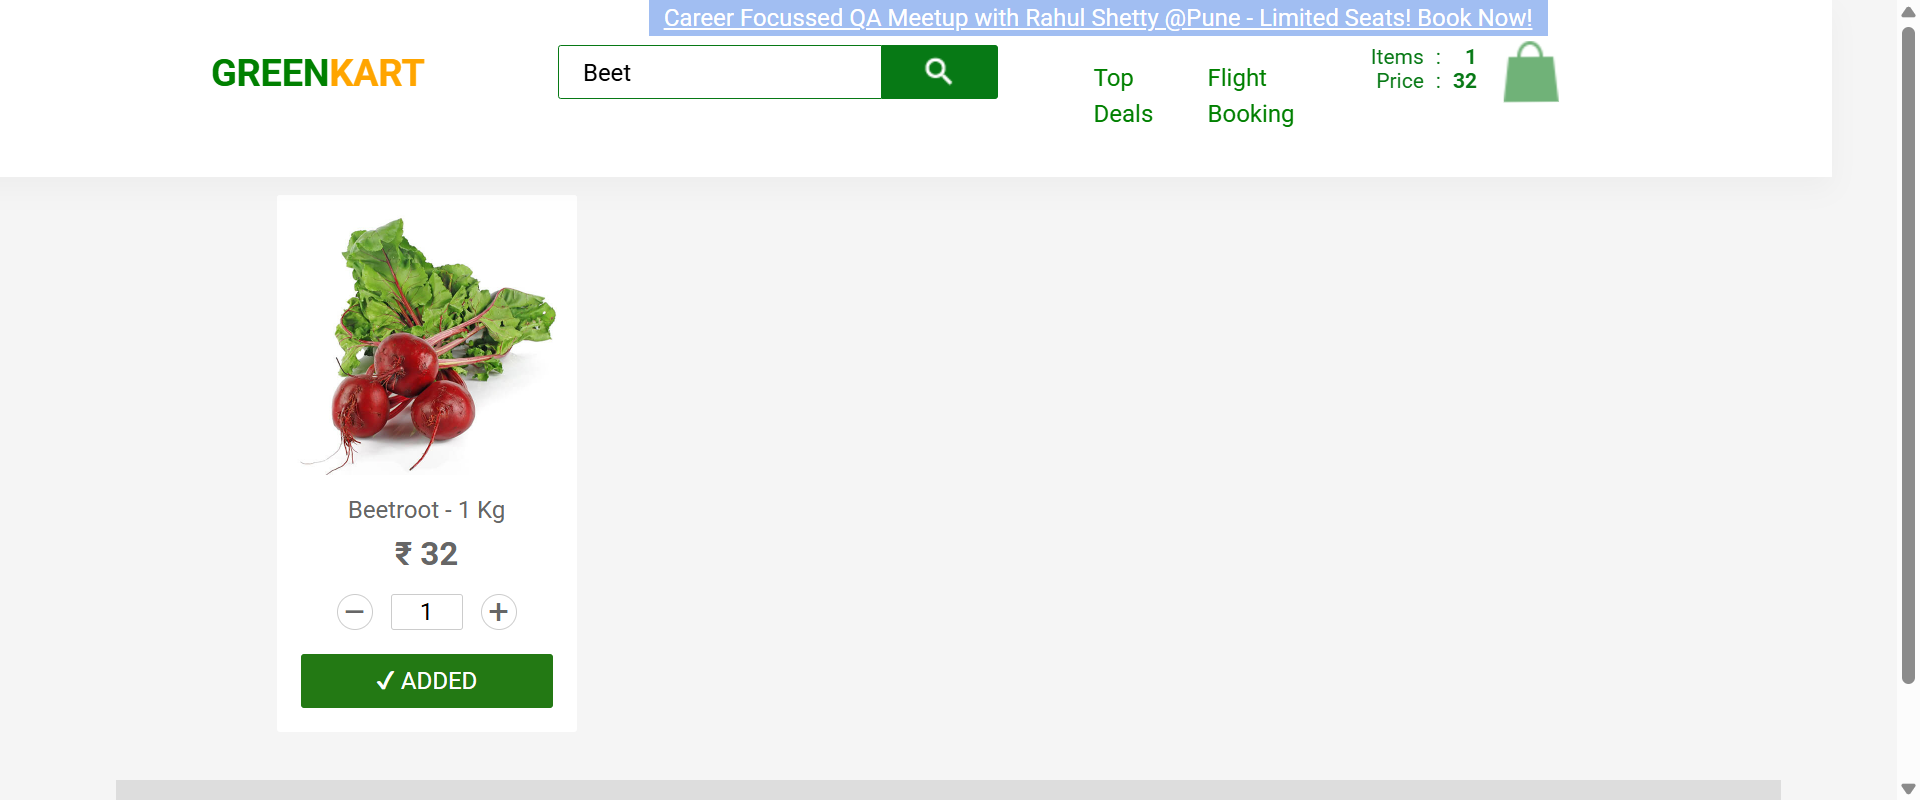 Career Focussed QA Meetup with Rahul Shetty @Pune - Limited Seats! Book Now!
GREENKART
Beet
Top
Deals
Flight
Booking
Items : 1
Price : 32
Beetroot - 1 Kg
₹ 32
− 1 +
✓ ADDED